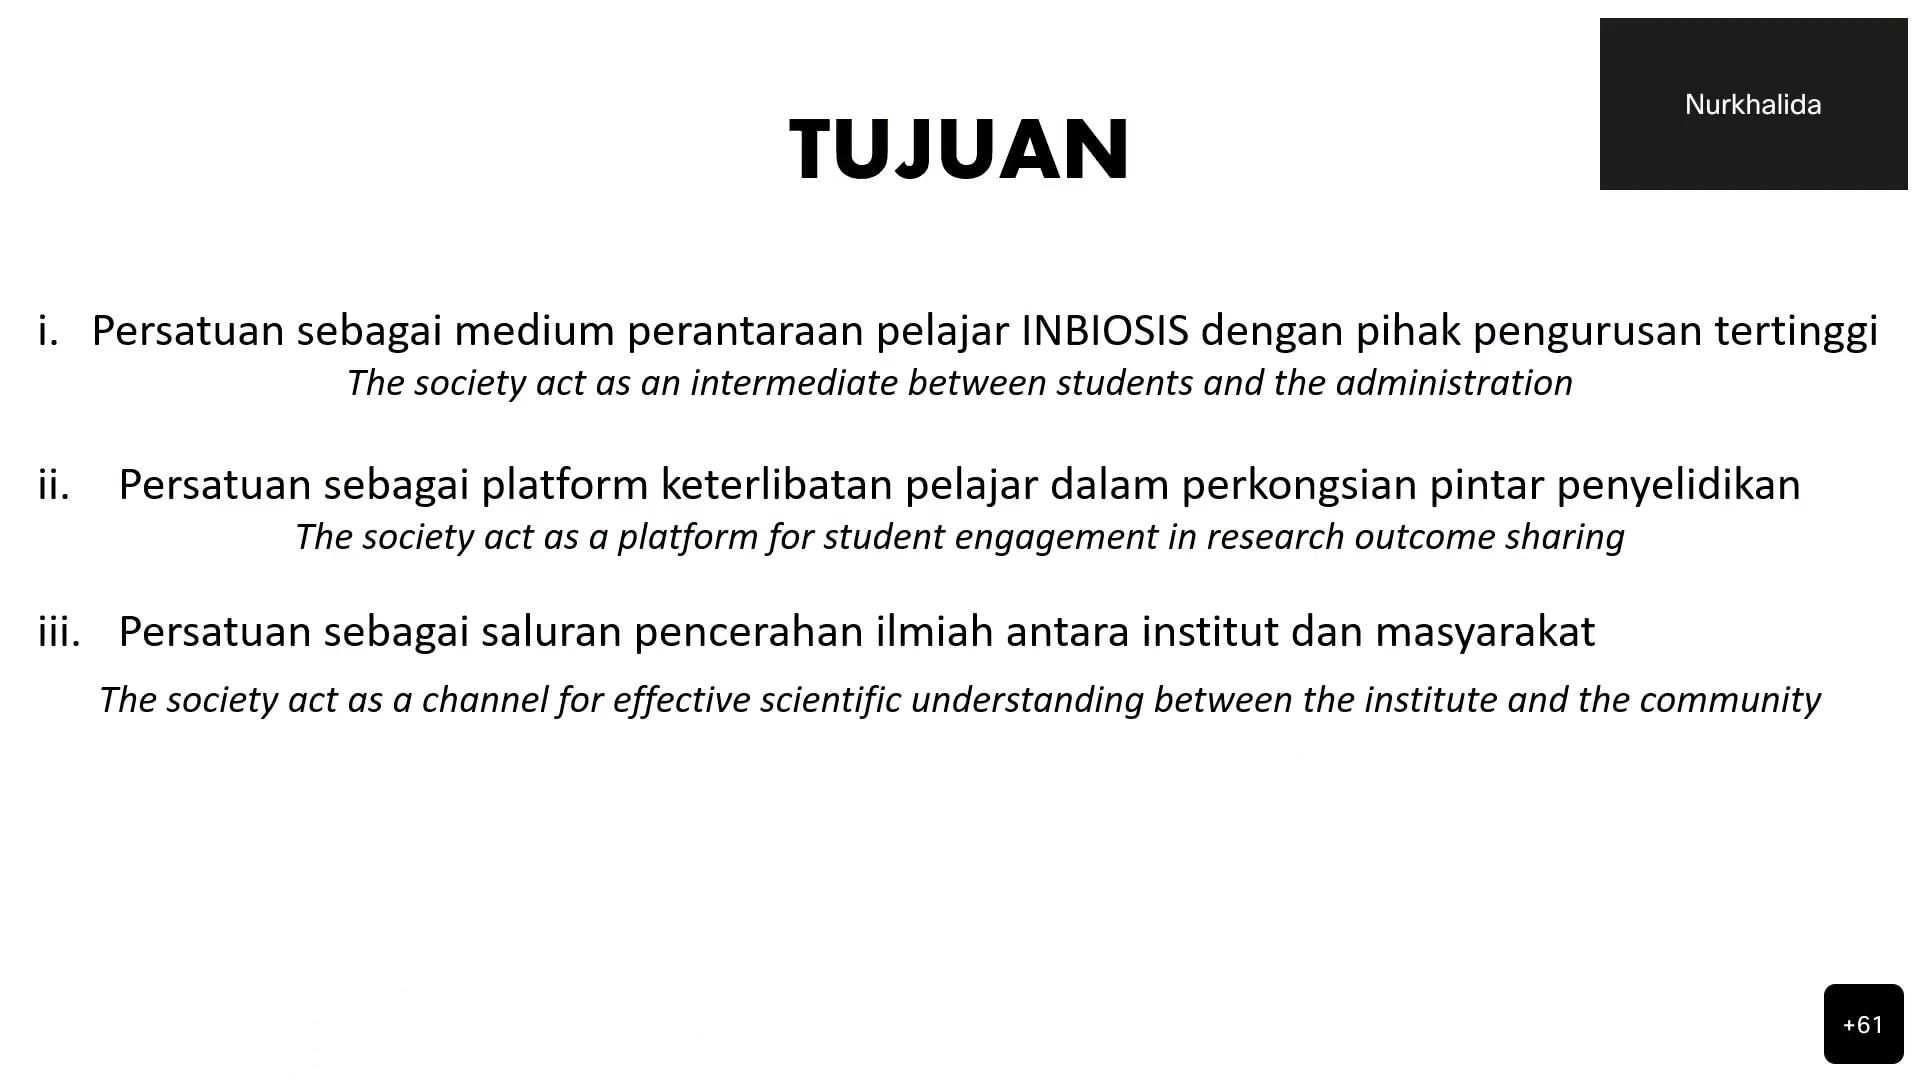 Nurkhalida
TUJUAN
i. Persatuan sebagai medium perantaraan pelajar INBIOSIS dengan pihak pengurusan tertinggi
The society act as an intermediate between students and the administration
ii. Persatuan sebagai platform keterlibatan pelajar dalam perkongsian pintar penyelidikan
The society act as a platform for student engagement in research outcome sharing
iii. Persatuan sebagai saluran pencerahan ilmiah antara institut dan masyarakat
The society act as a channel for effective scientific understanding between the institute and the community
+61